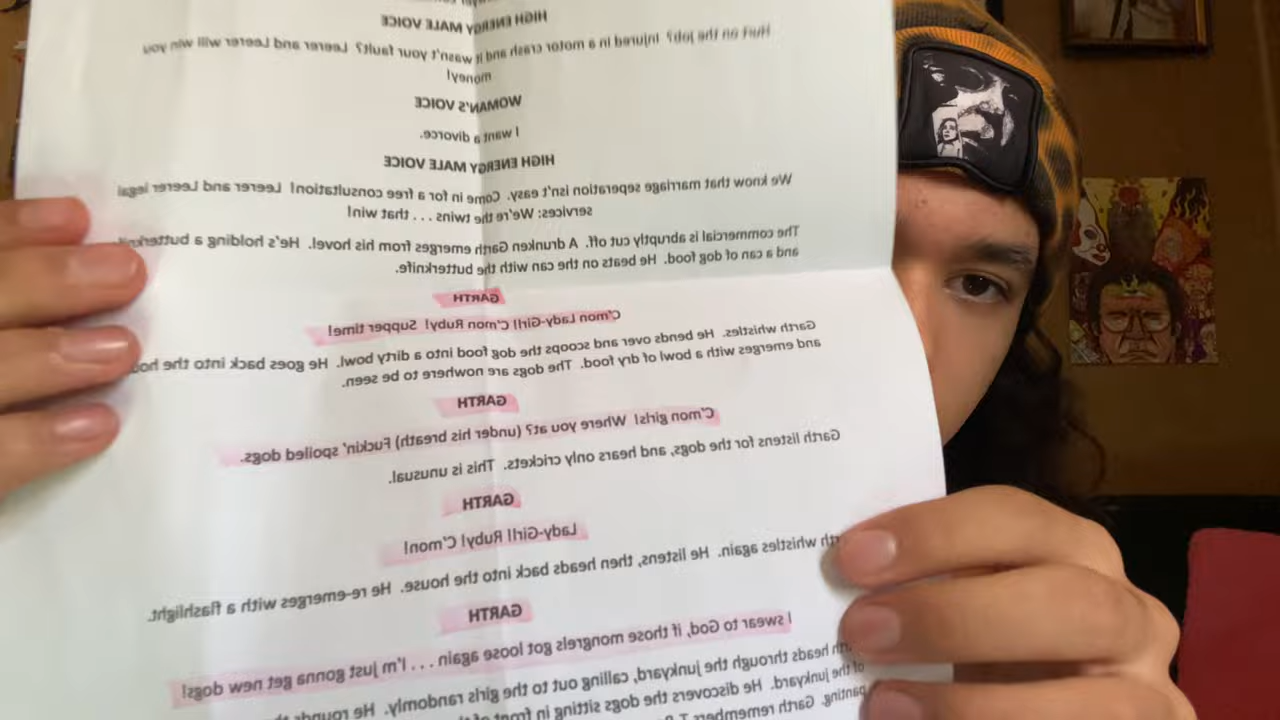 HIGH ENERGY MALE VOICE
Hurt on the job? Injured in a motor crash and it wasn't your fault? Leerer and Leerer will win you
money!
WOMAN'S VOICE
I want a divorce.
HIGH ENERGY MALE VOICE
We know that marriage seperation isn't easy. Come in for a free consultation! Leerer and Leerer legal
services: We're the twins . . . that win!
The commercial is abruptly cut off. A drunken Garth emerges from his hovel. He's holding a butterknife
and a can of dog food. He beats on the can with the butterknife.
GARTH
C'mon Lady-Girl! C'mon Ruby! Supper time!
Garth whistles. He bends over and scoops the dog food into a dirty bowl. He goes back into the
and emerges with a bowl of dry food. The dogs are nowhere to be seen.
GARTH
C'mon girls! Where you at? (under his breath) Fuckin' spoiled dogs.
Garth listens for the dogs, and hears only crickets. This is unusual.
GARTH
Lady-Girl! Ruby! C'mon!
whistles again. He listens, then heads back into the house. He re-emerges with a flashlight.
GARTH
I swear to God, if those mongrels got loose again . . . I'm just gonna get new dogs!
heads through the junkyard, calling out to the girls randomly. He rounds
of the junkyard. He discovers the dogs sitting in front of
panting. Garth remembers